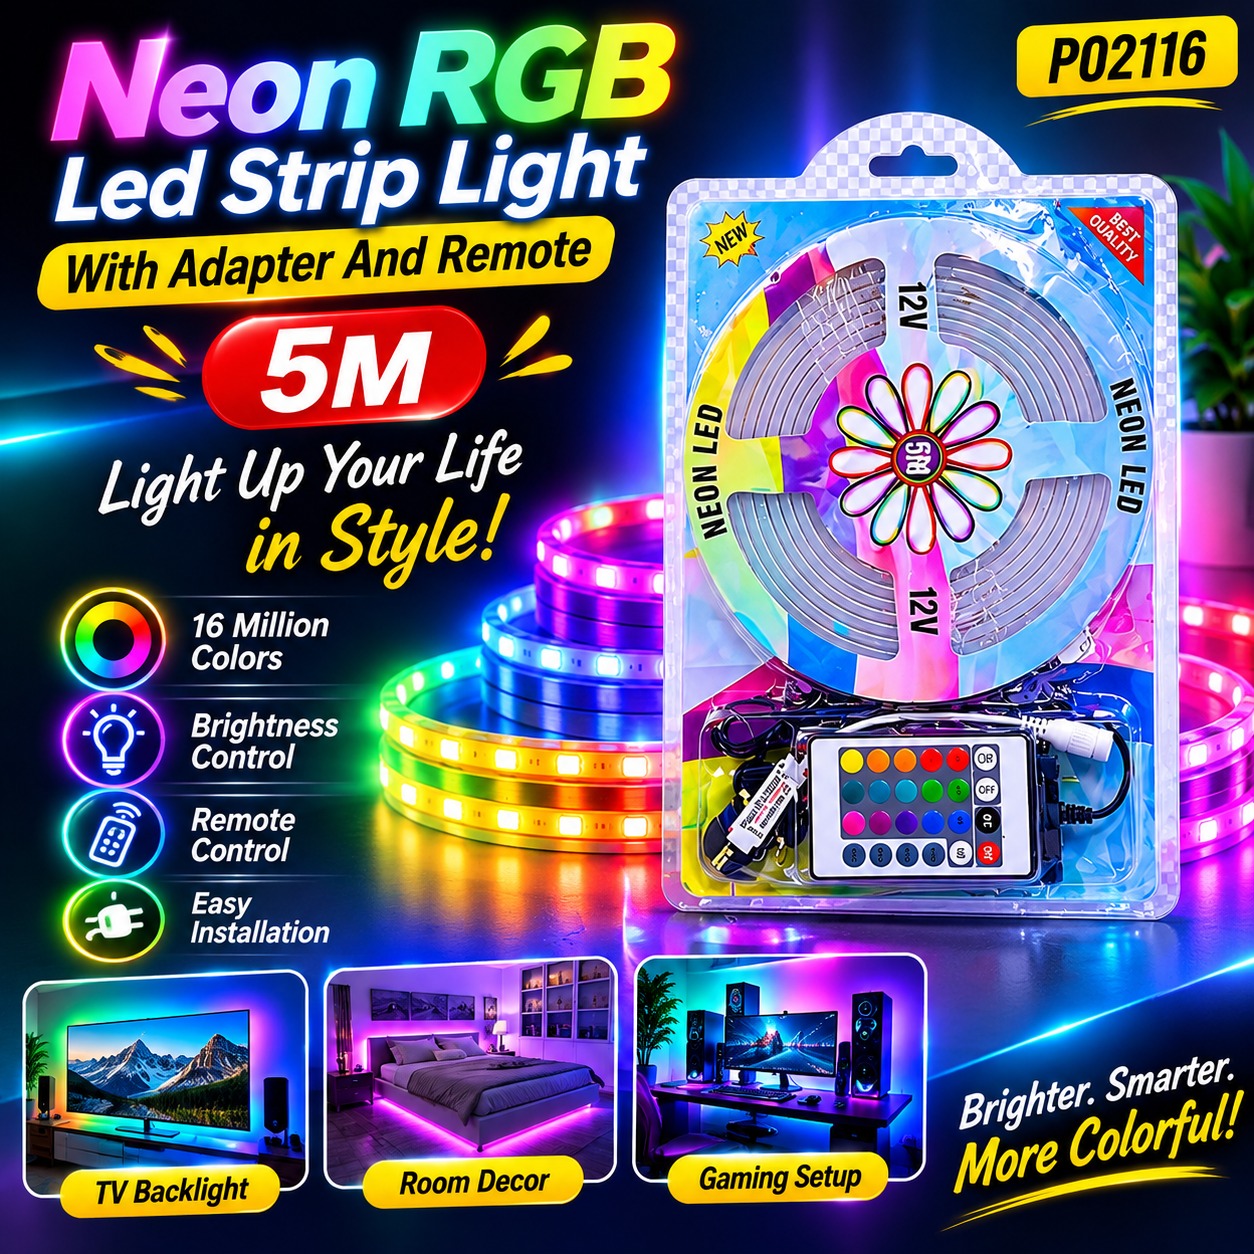 Neon RGB
Led Strip Light
With Adapter And Remote
5M
Light Up Your Life
in Style!
16 Million
Colors
Brightness
Control
Remote
Control
Easy
Installation
P02116
NEW
BEST
QUALITY
12V
NEON LED
NEON LED
12V
OFF
TV Backlight
Room Decor
Gaming Setup
Brighter. Smarter.
More Colorful!